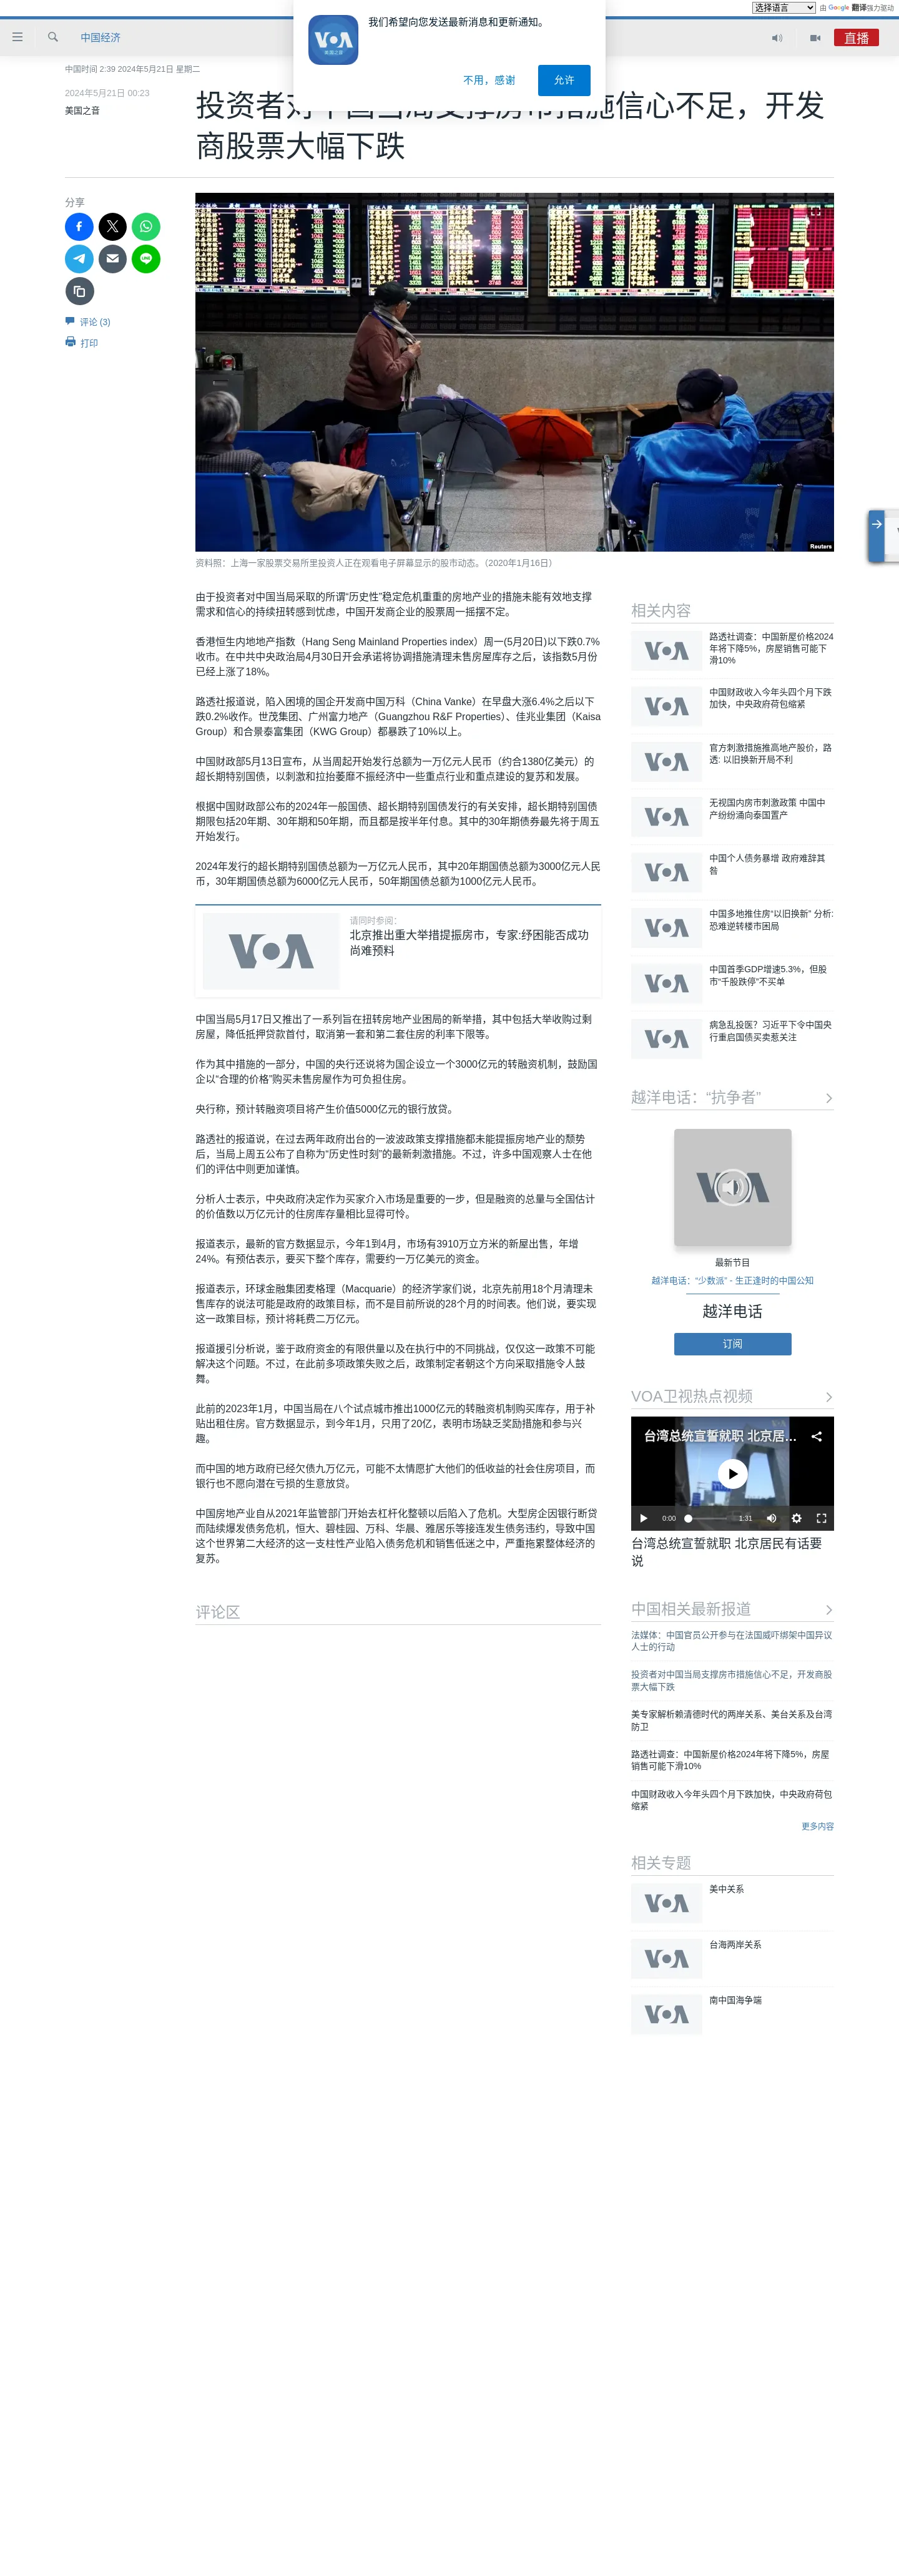 选择语言
由 Google 翻译强力驱动
我们希望向您发送最新消息和更新通知。
VOA
美国之音
不用，感谢
允许
中国经济
直播
中国时间 2:39 2024年5月21日 星期二
2024年5月21日 00:23
美国之音
投资者对中国当局支撑房市措施信心不足，开发
商股票大幅下跌
分享
评论 (3)
打印
Reuters
资料照：上海一家股票交易所里投资人正在观看电子屏幕显示的股市动态。（2020年1月16日）
由于投资者对中国当局采取的所谓“历史性”稳定危机重重的房地产业的措施未能有效地支撑
需求和信心的持续扭转感到忧虑，中国开发商企业的股票周一摇摆不定。
香港恒生内地地产指数（Hang Seng Mainland Properties index）周一(5月20日)以下跌0.7%
收市。在中共中央政治局4月30日开会承诺将协调措施清理未售房屋库存之后，该指数5月份
已经上涨了18%。
路透社报道说，陷入困境的国企开发商中国万科（China Vanke）在早盘大涨6.4%之后以下
跌0.2%收作。世茂集团、广州富力地产（Guangzhou R&F Properties）、佳兆业集团（Kaisa
Group）和合景泰富集团（KWG Group）都暴跌了10%以上。
中国财政部5月13日宣布，从当周起开始发行总额为一万亿元人民币（约合1380亿美元）的
超长期特别国债，以刺激和拉抬萎靡不振经济中一些重点行业和重点建设的复苏和发展。
根据中国财政部公布的2024年一般国债、超长期特别国债发行的有关安排，超长期特别国债
期限包括20年期、30年期和50年期，而且都是按半年付息。其中的30年期债券最先将于周五
开始发行。
2024年发行的超长期特别国债总额为一万亿元人民币，其中20年期国债总额为3000亿元人民
币，30年期国债总额为6000亿元人民币，50年期国债总额为1000亿元人民币。
VOA
请同时参阅：
北京推出重大举措提振房市，专家:纾困能否成功
尚难预料
中国当局5月17日又推出了一系列旨在扭转房地产业困局的新举措，其中包括大举收购过剩
房屋，降低抵押贷款首付，取消第一套和第二套住房的利率下限等。
作为其中措施的一部分，中国的央行还说将为国企设立一个3000亿元的转融资机制，鼓励国
企以“合理的价格”购买未售房屋作为可负担住房。
央行称，预计转融资项目将产生价值5000亿元的银行放贷。
路透社的报道说，在过去两年政府出台的一波波政策支撑措施都未能提振房地产业的颓势
后，当局上周五公布了自称为“历史性时刻”的最新刺激措施。不过，许多中国观察人士在他
们的评估中则更加谨慎。
分析人士表示，中央政府决定作为买家介入市场是重要的一步，但是融资的总量与全国估计
的价值数以万亿元计的住房库存量相比显得可怜。
报道表示，最新的官方数据显示，今年1到4月，市场有3910万立方米的新屋出售，年增
24%。有预估表示，要买下整个库存，需要约一万亿美元的资金。
报道表示，环球金融集团麦格理（Macquarie）的经济学家们说，北京先前用18个月清理未
售库存的说法可能是政府的政策目标，而不是目前所说的28个月的时间表。他们说，要实现
这一政策目标，预计将耗费二万亿元。
报道援引分析说，鉴于政府资金的有限供量以及在执行中的不同挑战，仅仅这一政策不可能
解决这个问题。不过，在此前多项政策失败之后，政策制定者朝这个方向采取措施令人鼓
舞。
此前的2023年1月，中国当局在八个试点城市推出1000亿元的转融资机制购买库存，用于补
贴出租住房。官方数据显示，到今年1月，只用了20亿，表明市场缺乏奖励措施和参与兴
趣。
而中国的地方政府已经欠债九万亿元，可能不太情愿扩大他们的低收益的社会住房项目，而
银行也不愿向潜在亏损的生意放贷。
中国房地产业自从2021年监管部门开始去杠杆化整顿以后陷入了危机。大型房企因银行断贷
而陆续爆发债务危机，恒大、碧桂园、万科、华晨、雅居乐等接连发生债务违约，导致中国
这个世界第二大经济的这一支柱性产业陷入债务危机和销售低迷之中，严重拖累整体经济的
复苏。
评论区
相关内容
VOA
路透社调查：中国新屋价格2024
年将下降5%，房屋销售可能下
滑10%
VOA
中国财政收入今年头四个月下跌
加快，中央政府荷包缩紧
VOA
官方刺激措施推高地产股价，路
透: 以旧换新开局不利
VOA
无视国内房市刺激政策 中国中
产纷纷涌向泰国置产
VOA
中国个人债务暴增 政府难辞其
咎
VOA
中国多地推住房“以旧换新” 分析:
恐难逆转楼市困局
VOA
中国首季GDP增速5.3%，但股
市“千股跌停”不买单
VOA
病急乱投医？习近平下令中国央
行重启国债买卖惹关注
越洋电话：“抗争者”
VOA
最新节目
越洋电话：“少数派” - 生正逢时的中国公知
越洋电话
订阅
VOA卫视热点视频
台湾总统宣誓就职 北京居...
0:00
1:31
台湾总统宣誓就职 北京居民有话要
说
中国相关最新报道
法媒体：中国官员公开参与在法国威吓绑架中国异议
人士的行动
投资者对中国当局支撑房市措施信心不足，开发商股
票大幅下跌
美专家解析赖清德时代的两岸关系、美台关系及台湾
防卫
路透社调查：中国新屋价格2024年将下降5%，房屋
销售可能下滑10%
中国财政收入今年头四个月下跌加快，中央政府荷包
缩紧
更多内容
相关专题
VOA
美中关系
VOA
台海两岸关系
VOA
南中国海争端